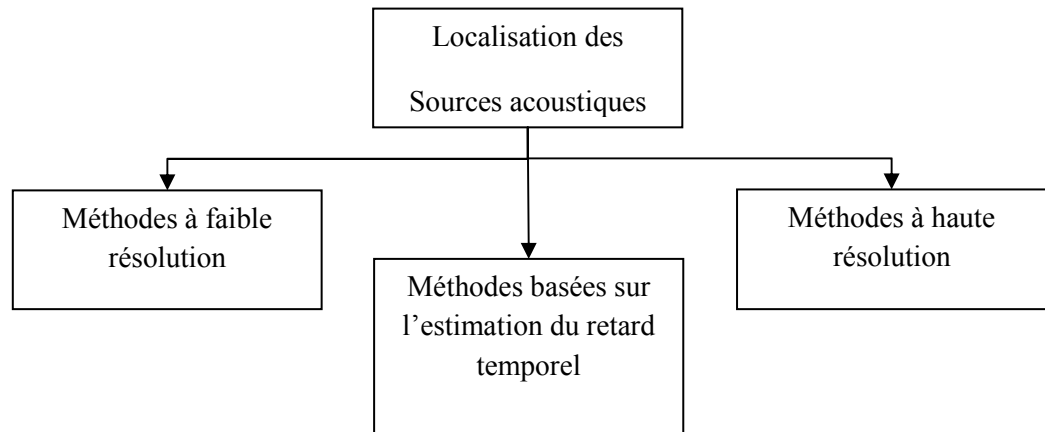 Localisation des
Sources acoustiques
Méthodes à faible
résolution
Méthodes basées sur
l’estimation du retard
temporel
Méthodes à haute
résolution